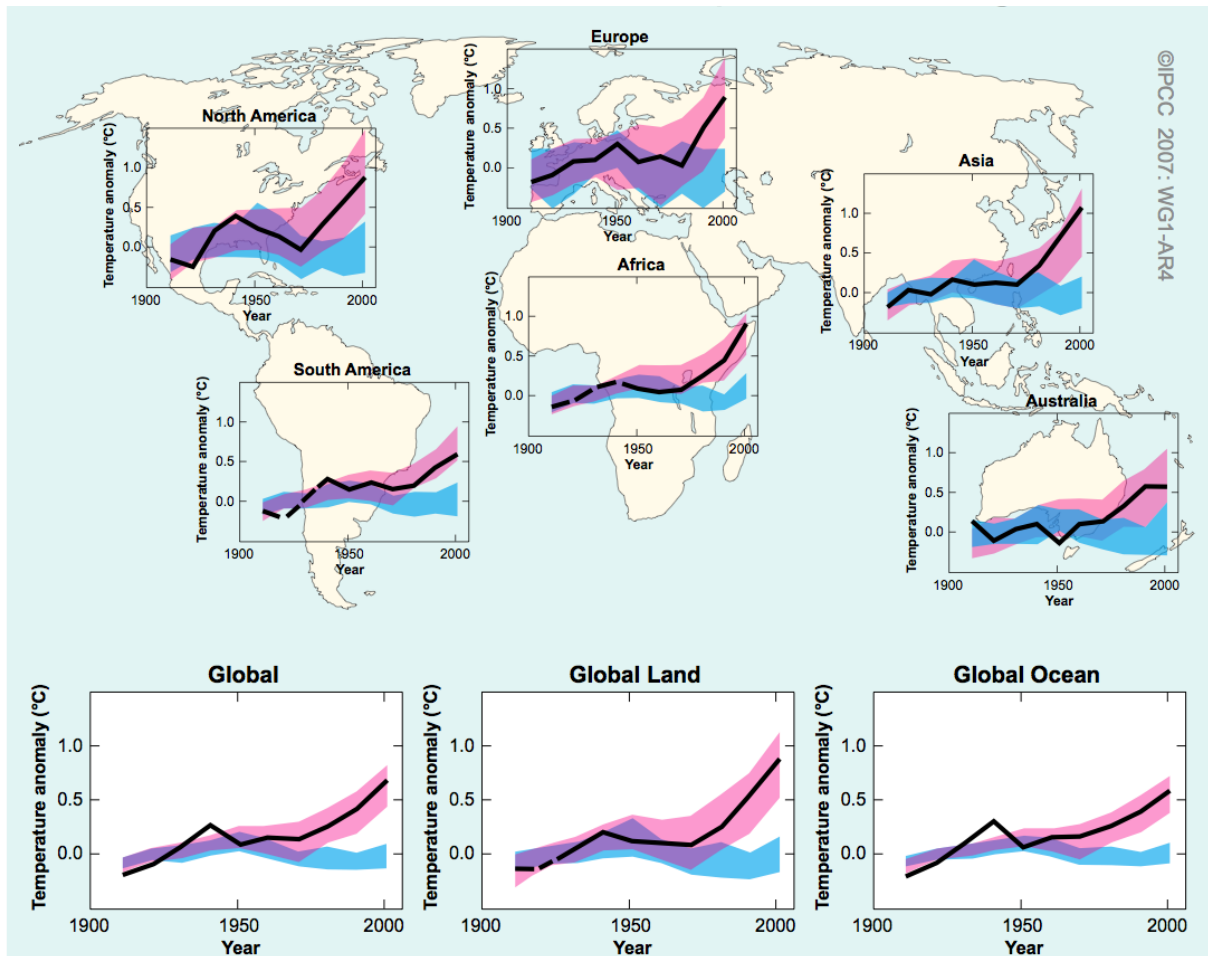 Europe
Temperature anomaly (°C)
1.0
0.5
0.0
1900
1950
2000
Year
North America
Temperature anomaly (°C)
1.0
0.5
0.0
1900
1950
2000
Year
Asia
Temperature anomaly (°C)
1.0
0.5
0.0
1900
1950
2000
Year
©IPCC 2007: WG1-AR4
Africa
Temperature anomaly (°C)
1.0
0.5
0.0
1900
1950
2000
Year
South America
Temperature anomaly (°C)
1.0
0.5
0.0
1900
1950
2000
Year
Australia
Temperature anomaly (°C)
1.0
0.5
0.0
1900
1950
2000
Year
Global
Temperature anomaly (°C)
1.0
0.5
0.0
1900
1950
2000
Year
Global Land
Temperature anomaly (°C)
1.0
0.5
0.0
1900
1950
2000
Year
Global Ocean
Temperature anomaly (°C)
1.0
0.5
0.0
1900
1950
2000
Year